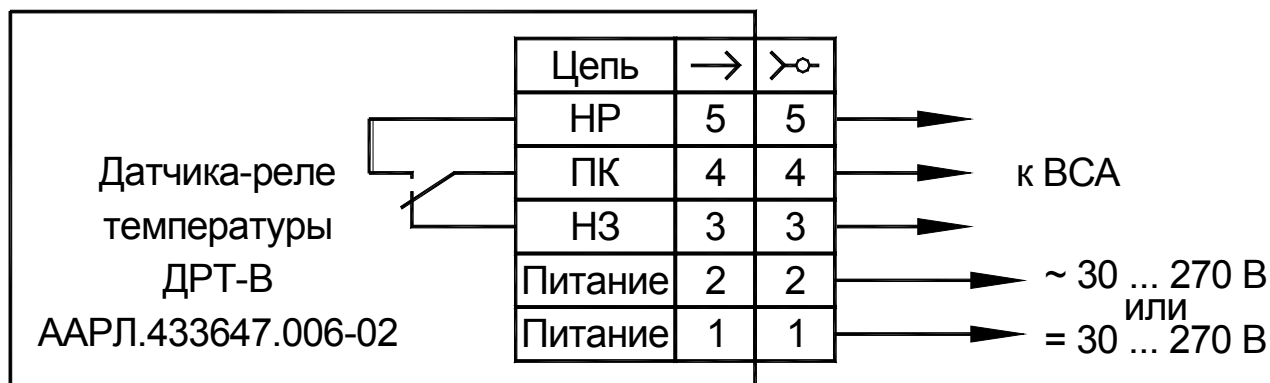 Цепь
НР 5 5
ПК 4 4
НЗ 3 3
Питание 2 2
Питание 1 1
Датчика-реле
температуры
ДРТ-В
ААРЛ.433647.006-02
к ВСА
~ 30 ... 270 В
или
= 30 ... 270 В